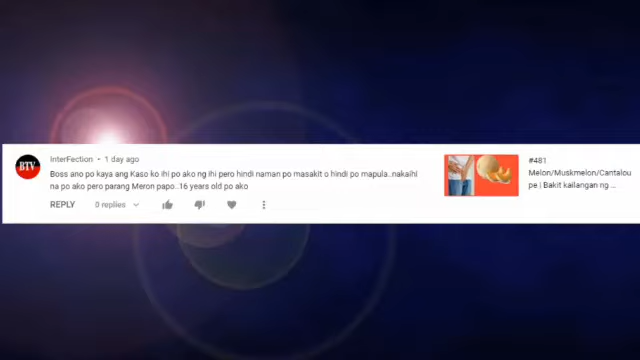 BTV
InterFection • 1 day ago
Boss ano po kaya ang Kaso ko ihi po ako ng ihi pero hindi naman po masakit o hindi po mapula..nakaihi
na po ako pero parang Meron papo..16 years old po ako
REPLY 0 replies
#481
Melon/Muskmelon/Cantalou
pe | Bakit kailangan ng ...